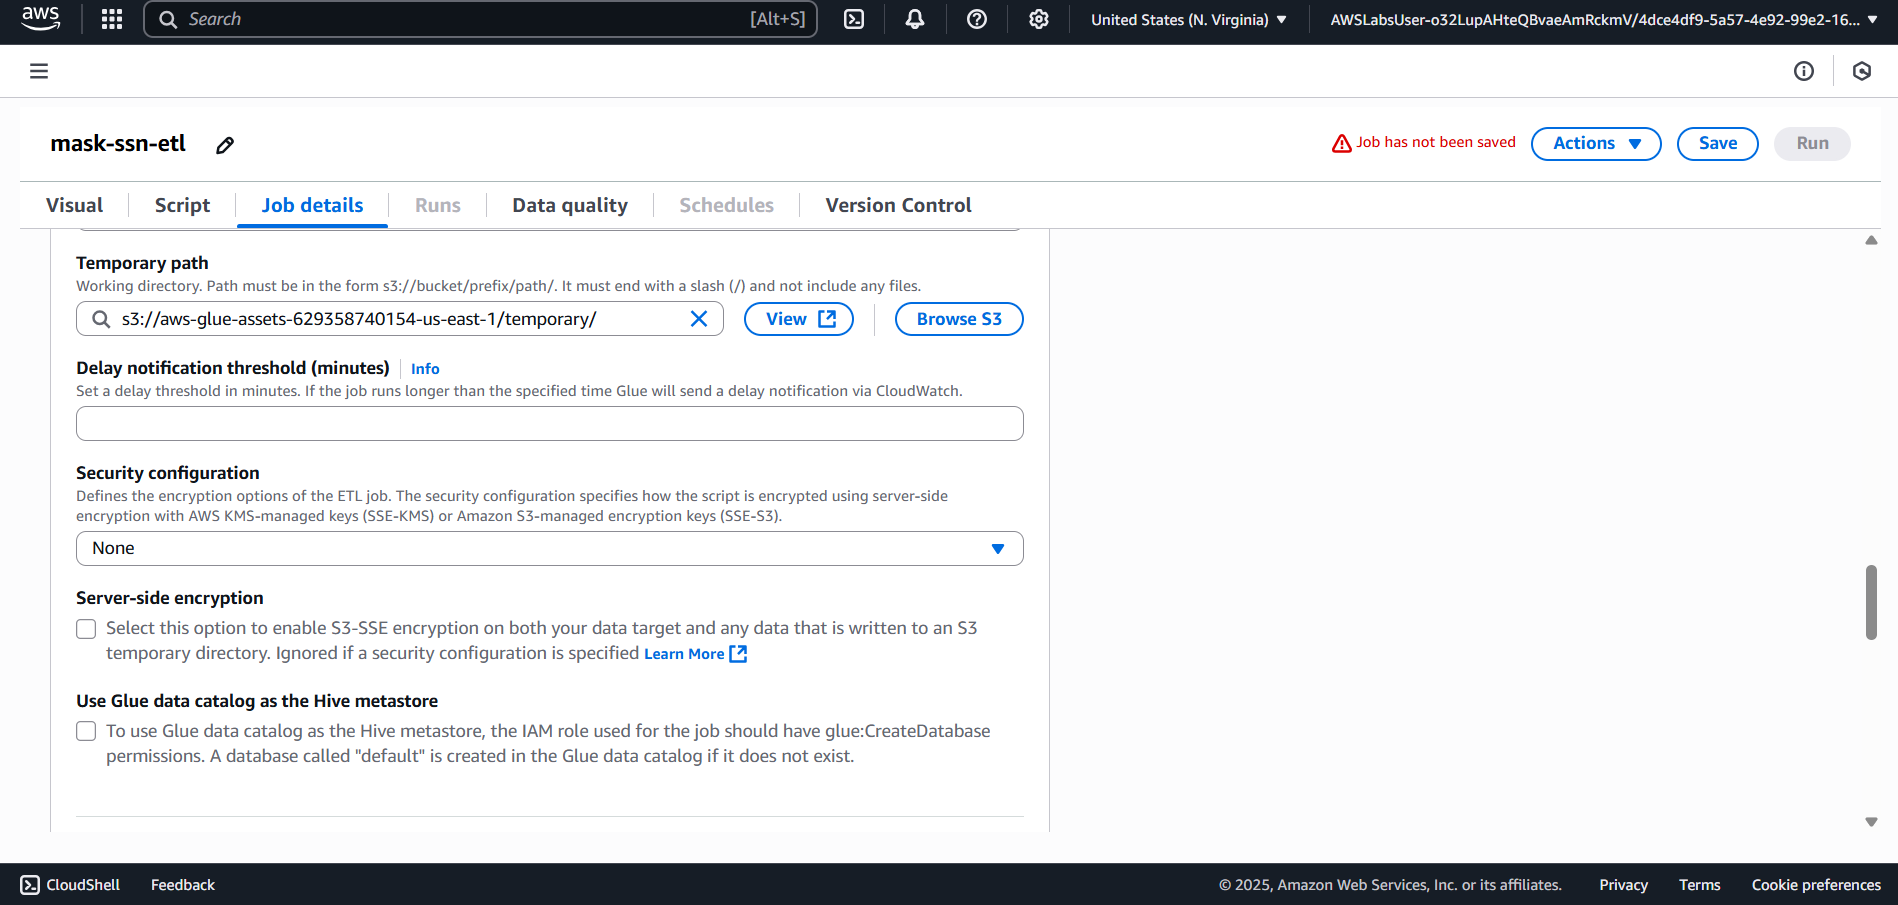 aws
Search
[Alt+S]
United States (N. Virginia)
AWSLabsUser-o32LupAHteQBvaeAmRckmV/4dce4df9-5a57-4e92-99e2-16...
mask-ssn-etl
Job has not been saved
Actions
Save
Run
Visual
Script
Job details
Runs
Data quality
Schedules
Version Control
Temporary path
Working directory. Path must be in the form s3://bucket/prefix/path/. It must end with a slash (/) and not include any files.
s3://aws-glue-assets-629358740154-us-east-1/temporary/
View
Browse S3
Delay notification threshold (minutes)
Info
Set a delay threshold in minutes. If the job runs longer than the specified time Glue will send a delay notification via CloudWatch.
Security configuration
Defines the encryption options of the ETL job. The security configuration specifies how the script is encrypted using server-side
encryption with AWS KMS-managed keys (SSE-KMS) or Amazon S3-managed encryption keys (SSE-S3).
None
Server-side encryption
Select this option to enable S3-SSE encryption on both your data target and any data that is written to an S3
temporary directory. Ignored if a security configuration is specified Learn More
Use Glue data catalog as the Hive metastore
To use Glue data catalog as the Hive metastore, the IAM role used for the job should have glue:CreateDatabase
permissions. A database called "default" is created in the Glue data catalog if it does not exist.
CloudShell
Feedback
© 2025, Amazon Web Services, Inc. or its affiliates.
Privacy
Terms
Cookie preferences